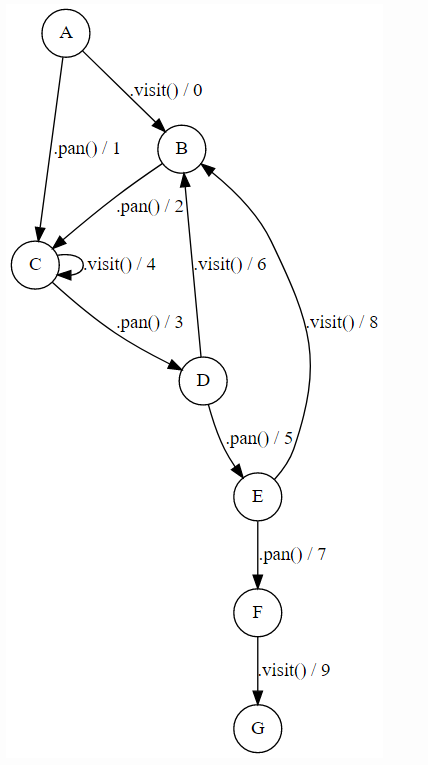 A
.visit() / 0
.pan() / 1
B
.pan() / 2
C
.visit() / 4
.visit() / 6
.pan() / 3
.visit() / 8
D
.pan() / 5
E
.pan() / 7
F
.visit() / 9
G